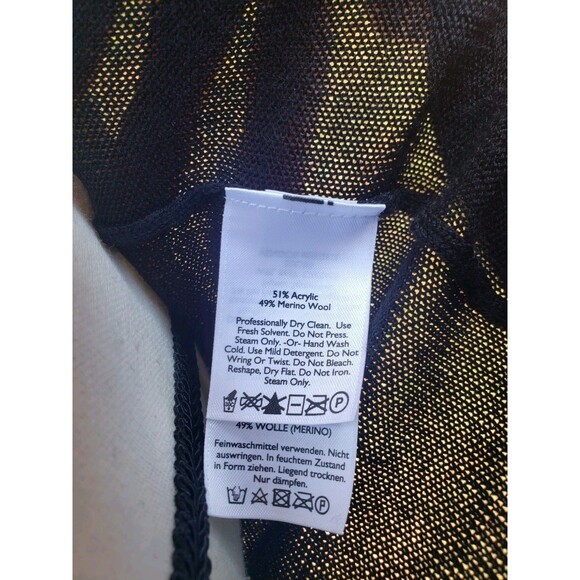 51% Acrylic
49% Merino Wool
Professionally Dry Clean. Use
Fresh Solvent. Do Not Press.
Steam Only. -Or- Hand Wash
Cold. Use Mild Detergent. Do Not
Wring Or Twist. Do Not Bleach.
Reshape, Dry Flat. Do Not Iron.
Steam Only.
P
49% WOLLE (MERINO)
Feinwaschmittel verwenden. Nicht
auswringen. In feuchtem Zustand
in Form ziehen. Liegend trocknen.
Nur dämpfen.
P